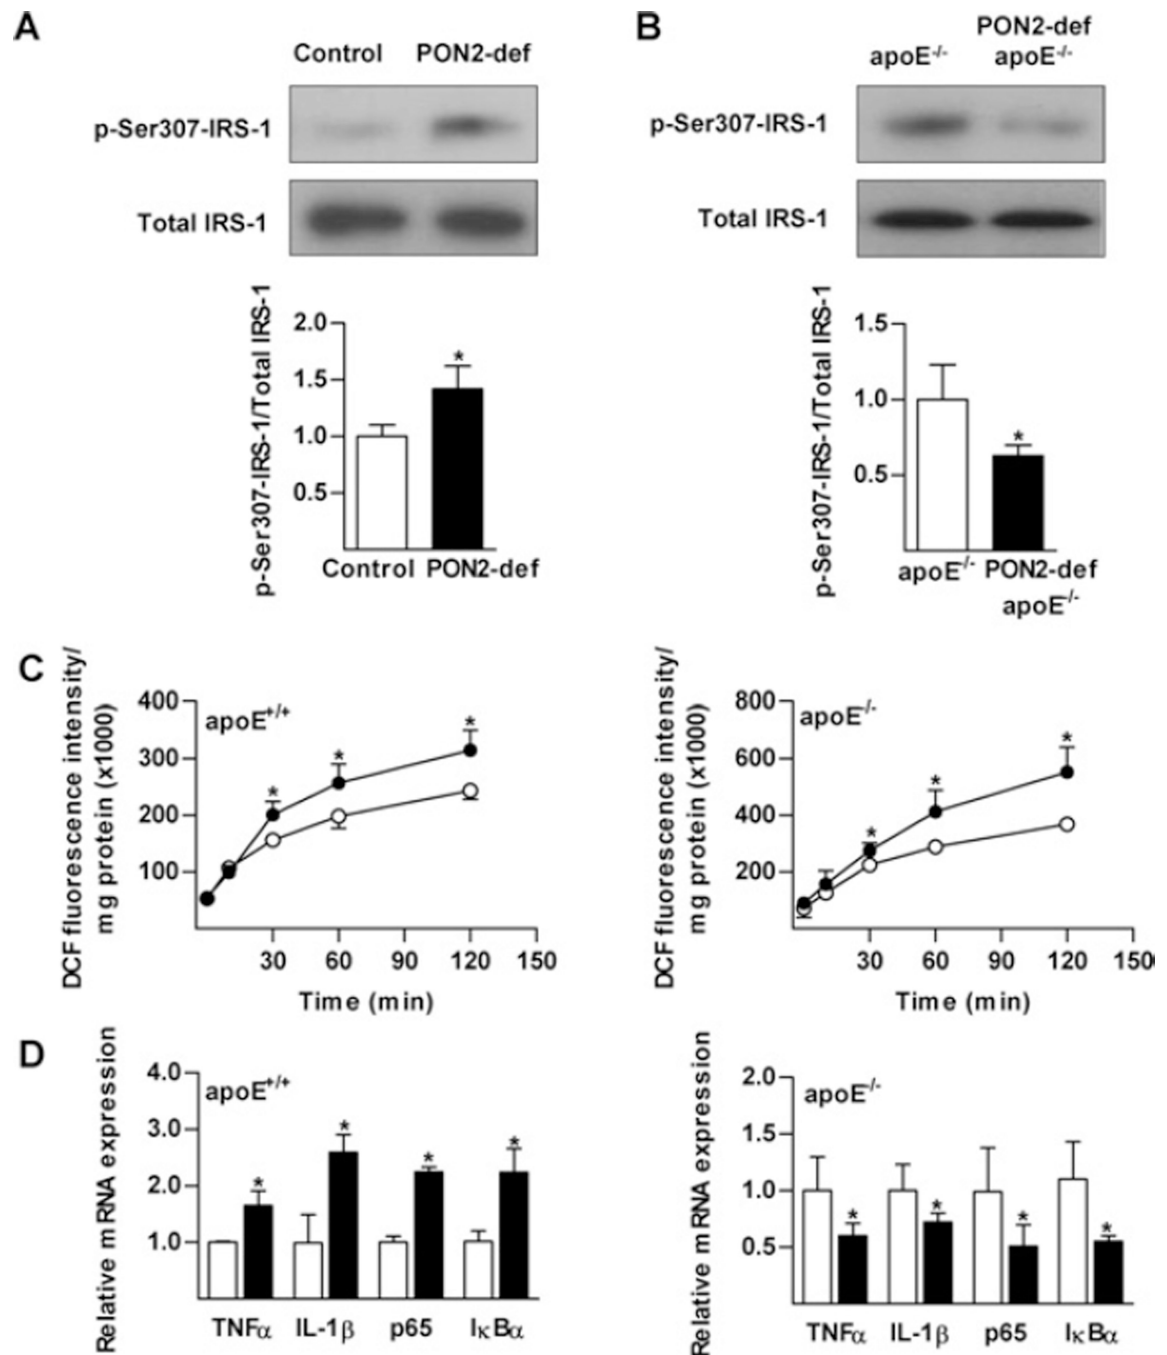 A
Control PON2-def
p-Ser307-IRS-1
Total IRS-1
p-Ser307-IRS-1/Total IRS-1
2.0
*
1.5
1.0
0.5
Control PON2-def
B
PON2-def
apoE-/- apoE-/-
p-Ser307-IRS-1
Total IRS-1
p-Ser307-IRS-1/Total IRS-1
1.5
1.0
*
0.5
apoE-/- PON2-def
apoE-/-
C
DCF fluorescence intensity/
mg protein (x1000)
apoE+/+
400
300
200
100
* * *
30 60 90 120 150
Time (min)
DCF fluorescence intensity/
mg protein (x1000)
apoE-/-
800
600
400
200
* * *
30 60 90 120 150
Time (min)
D
Relative mRNA expression
apoE+/+
4.0
3.0
2.0
1.0
* * * *
TNFα IL-1β p65 IκBα
Relative mRNA expression
apoE-/-
2.0
1.5
1.0
0.5
* * * *
TNFα IL-1β p65 IκBα